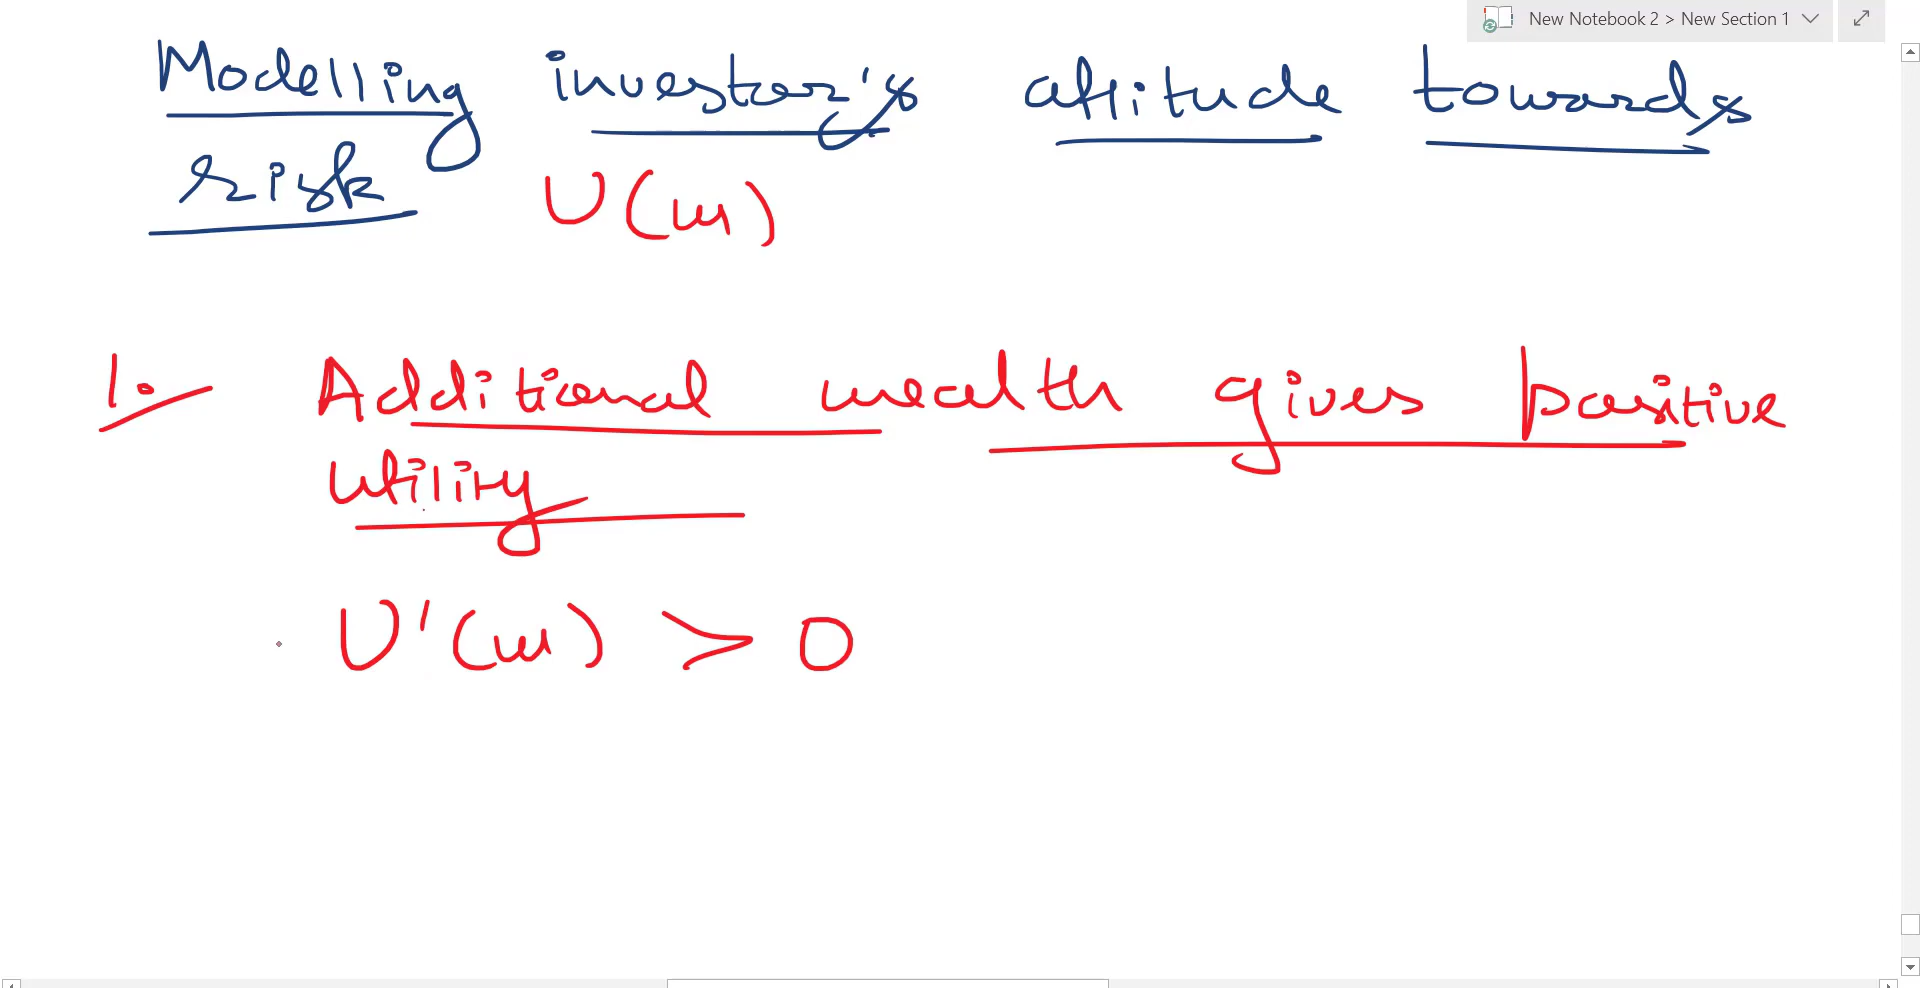 New Notebook 2 > New Section 1
Modelling investor's attitude towards
risk U(w)
1. Additional wealth gives positive
utility
U'(w) > 0